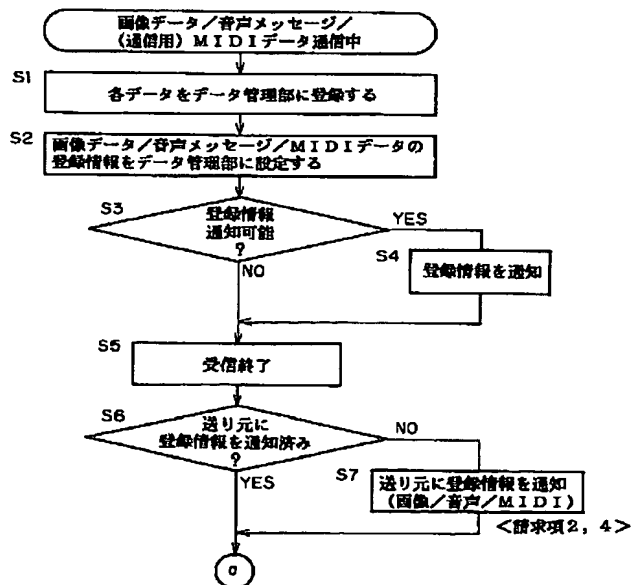 画像データ/音声メッセージ/
(通信用)MIDIデータ通信中
S1
各データをデータ管理部に登録する
S2
画像データ/音声メッセージ/MIDIデータの
登録情報をデータ管理部に設定する
S3
登録情報
通知可能
?
YES
NO
S4
登録情報を通知
S5
受信終了
S6
送り元に
登録情報を通知済み
?
NO
YES
S7
送り元に登録情報を通知
(画像/音声/MIDI)
<請求項2,4>
a